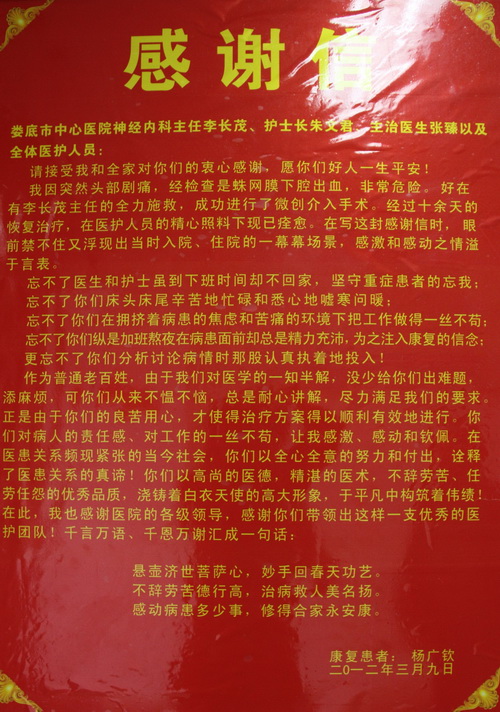 感谢信
娄底市中心医院神经内科主任李长茂、护士长朱文君、主治医生张臻以及
全体医护人员：
请接受我和全家对你们的衷心感谢，愿你们好人一生平安！
我因突然头部剧痛，经检查是蛛网膜下腔出血，非常危险。好在
有李长茂主任的全力施救，成功进行了微创介入手术。经过十余天的
恢复治疗，在医护人员的精心照料下现已痊愈。在写这封感谢信时，眼
前禁不住又浮现出当时入院、住院的一幕幕场景，感激和感动之情溢
于言表。
忘不了医生和护士虽到下班时间却不回家，坚守重症患者的忘我；
忘不了你们床头床尾辛苦地忙碌和悉心地嘘寒问暖；
忘不了你们在拥挤着病患的焦虑和苦痛的环境下把工作做得一丝不苟；
忘不了你们纵是加班熬夜在病患面前却总是精力充沛，为之注入康复的信念；
更忘不了你们分析讨论病情时那股认真执着地投入！
作为普通老百姓，由于我们对医学的一知半解，没少给你们出难题，
添麻烦，可你们从来不愠不恼，总是耐心讲解，尽力满足我们的要求。
正是由于你们的良苦用心，才使得治疗方案得以顺利有效地进行。你
们对病人的责任感、对工作的一丝不苟，让我感激、感动和钦佩。在
医患关系频现紧张的当今社会，你们以全心全意的努力和付出，诠释
了医患关系的真谛！你们以高尚的医德，精湛的医术，不辞劳苦、任
劳任怨的优秀品质，浇铸着白衣天使的高大形象，于平凡中构筑着伟绩！
在此，我也感谢医院的各级领导，感谢你们带领出这样一支优秀的医
护团队！千言万语、千恩万谢汇成一句话：
悬壶济世菩萨心，妙手回春天功艺。
不辞劳苦德行高，治病救人美名扬。
感动病患多少事，修得合家永安康。
康复患者： 杨广钦
二0一二年三月九日